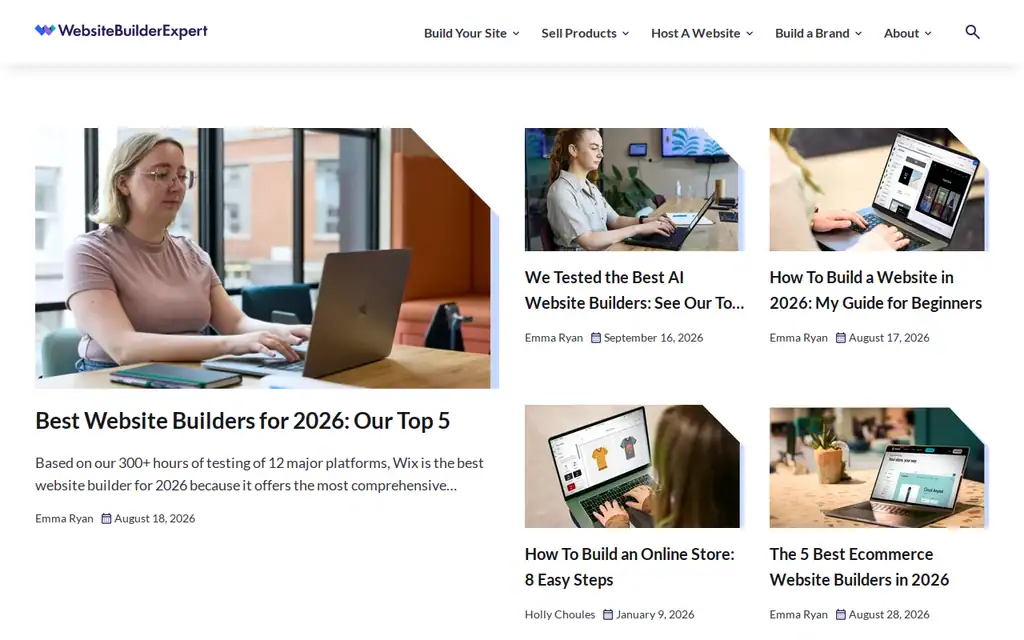 WebsiteBuilderExpert
Build Your Site
Sell Products
Host A Website
Build a Brand
About
Best Website Builders for 2026: Our Top 5
Based on our 300+ hours of testing of 12 major platforms, Wix is the best
website builder for 2026 because it offers the most comprehensive...
Emma Ryan August 18, 2026
We Tested the Best AI
Website Builders: See Our To...
Emma Ryan September 16, 2026
How To Build a Website in
2026: My Guide for Beginners
Emma Ryan August 17, 2026
How To Build an Online Store:
8 Easy Steps
Holly Choules January 9, 2026
The 5 Best Ecommerce
Website Builders in 2026
Emma Ryan August 28, 2026